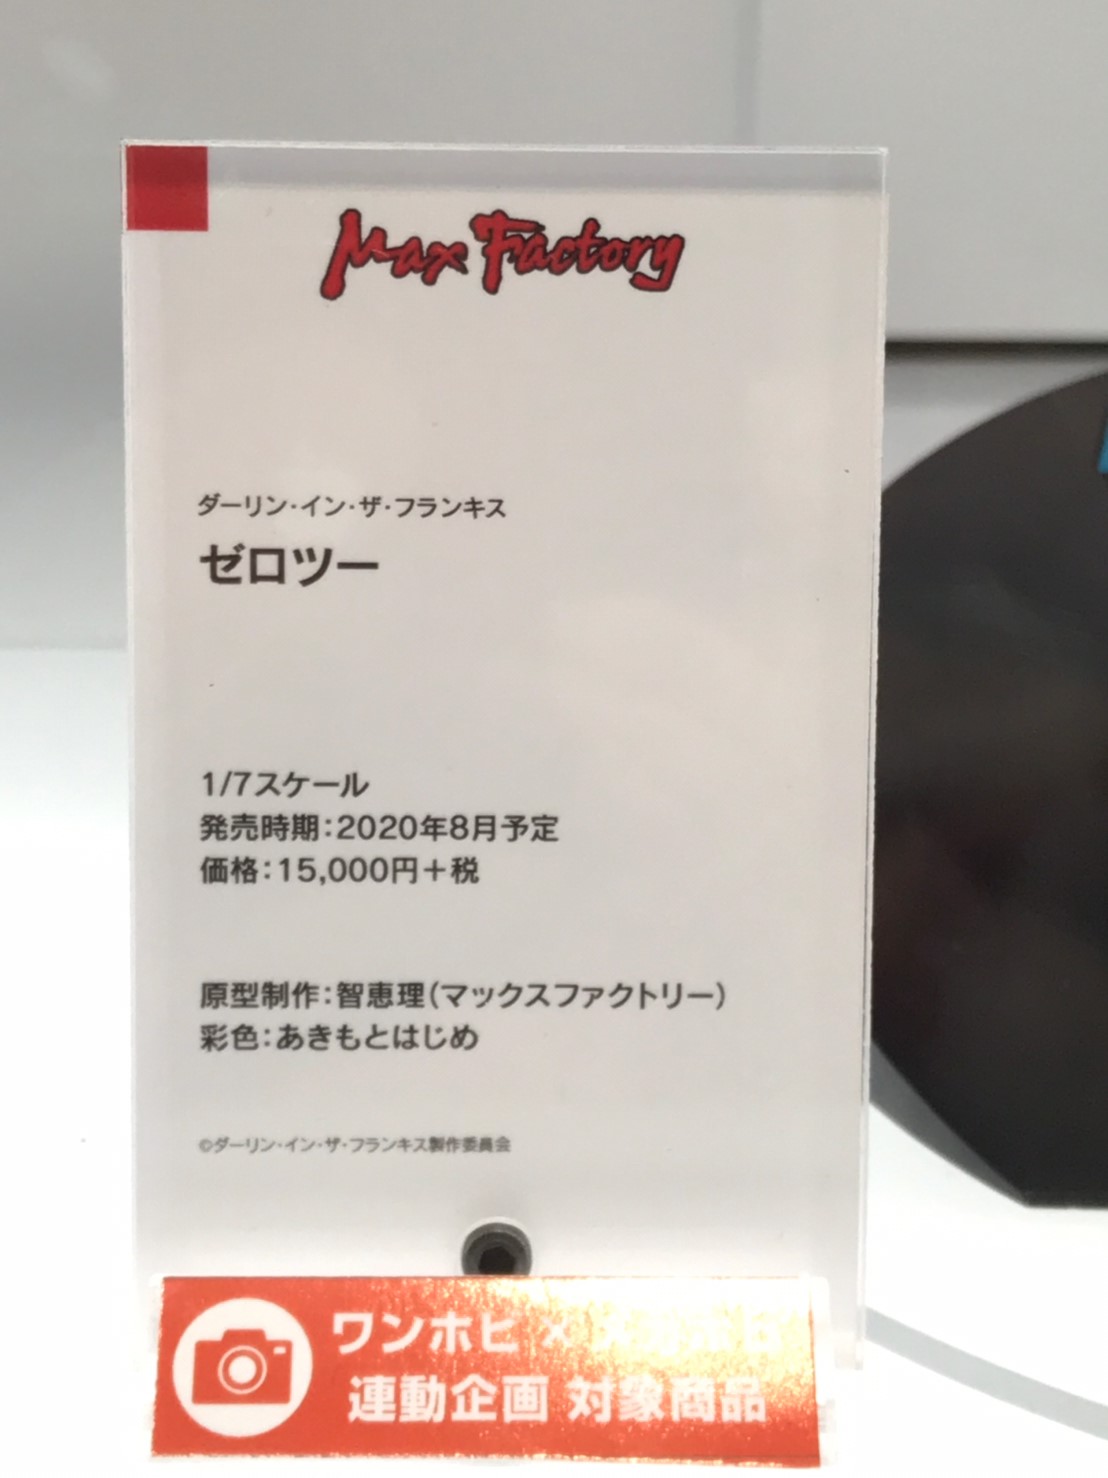 Max Factory
ダーリン・イン・ザ・フランキス
ゼロツー
1/7スケール
発売時期：2020年8月予定
価格：15,000円＋税
原型制作：智恵理（マックスファクトリー）
彩色：あきもとはじめ
©ダーリン・イン・ザ・フランキス製作委員会
ワンホビ × メガホビ
連動企画 対象商品